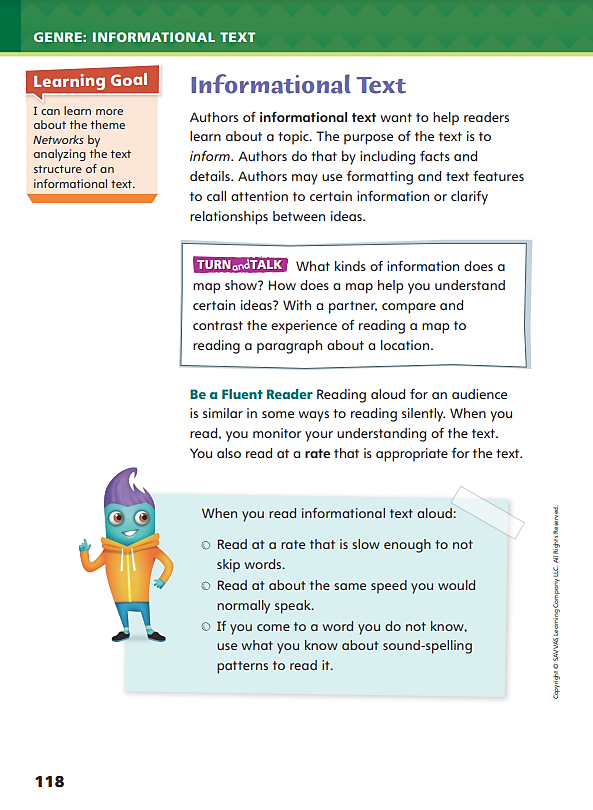 GENRE: INFORMATIONAL TEXT
Learning Goal
I can learn more
about the theme
Networks by
analyzing the text
structure of an
informational text.
Informational Text
Authors of informational text want to help readers
learn about a topic. The purpose of the text is to
inform. Authors do that by including facts and
details. Authors may use formatting and text features
to call attention to certain information or clarify
relationships between ideas.
TURN and TALK What kinds of information does a
map show? How does a map help you understand
certain ideas? With a partner, compare and
contrast the experience of reading a map to
reading a paragraph about a location.
Be a Fluent Reader Reading aloud for an audience
is similar in some ways to reading silently. When you
read, you monitor your understanding of the text.
You also read at a rate that is appropriate for the text.
When you read informational text aloud:
Read at a rate that is slow enough to not
skip words.
Read at about the same speed you would
normally speak.
If you come to a word you do not know,
use what you know about sound-spelling
patterns to read it.
Copyright © SAVVAS Learning Company LLC. All Rights Reserved.
118